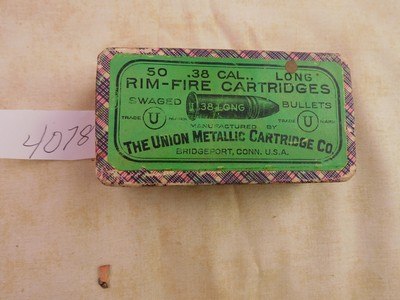 50 .38 CAL.. LONG
RIM-FIRE CARTRIDGES
SWAGED BULLETS
.38 LONG
TRADE U MARK TRADE U MARK
MANUFACTURED BY
THE UNION METALLIC CARTRIDGE CO.
BRIDGEPORT, CONN. U.S.A.
4078